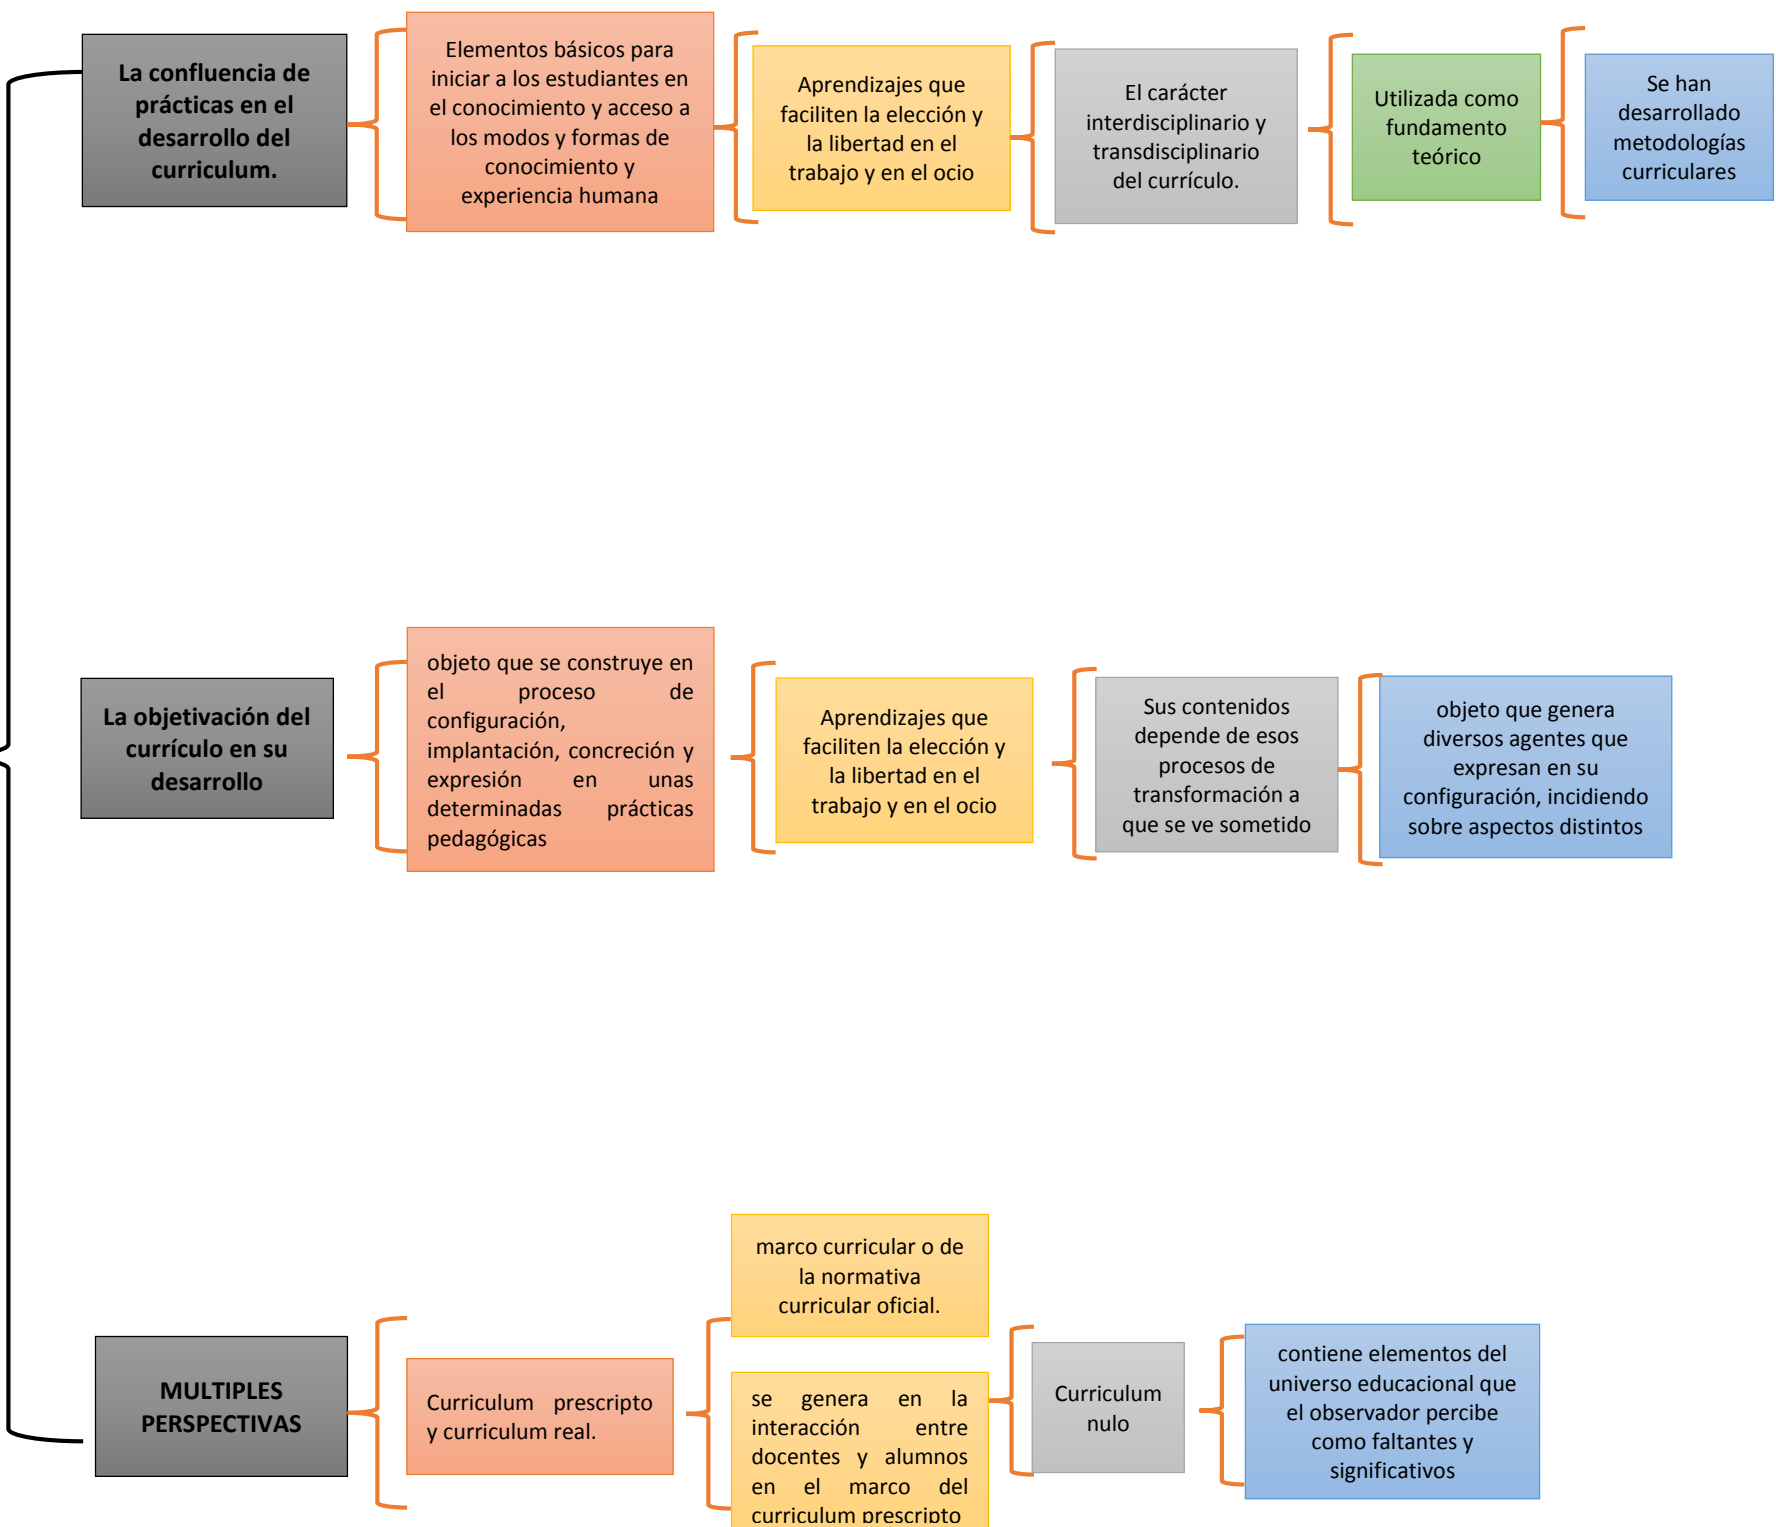 La confluencia de
prácticas en el
desarrollo del
curriculum.
Elementos básicos para
iniciar a los estudiantes en
el conocimiento y acceso a
los modos y formas de
conocimiento y
experiencia humana
Aprendizajes que
faciliten la elección y
la libertad en el
trabajo y en el ocio
El carácter
interdisciplinario y
transdisciplinario
del currículo.
Utilizada como
fundamento
teórico
Se han
desarrollado
metodologías
curriculares
La objetivación del
currículo en su
desarrollo
objeto que se construye en
el proceso de
configuración,
implantación, concreción y
expresión en unas
determinadas prácticas
pedagógicas
Aprendizajes que
faciliten la elección y
la libertad en el
trabajo y en el ocio
Sus contenidos
depende de esos
procesos de
transformación a
que se ve sometido
objeto que genera
diversos agentes que
expresan en su
configuración, incidiendo
sobre aspectos distintos
MULTIPLES
PERSPECTIVAS
Curriculum prescripto
y curriculum real.
marco curricular o de
la normativa
curricular oficial.
se genera en la
interacción entre
docentes y alumnos
en el marco del
curriculum prescripto
Curriculum
nulo
contiene elementos del
universo educacional que
el observador percibe
como faltantes y
significativos